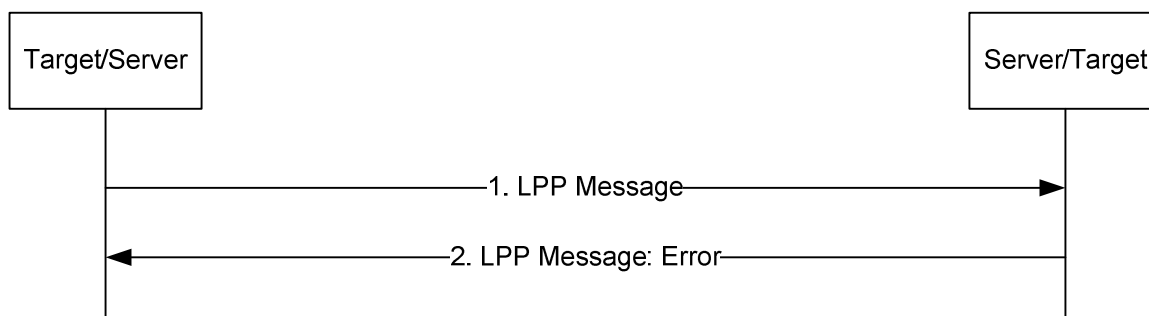 Target/Server
Server/Target
1. LPP Message
2. LPP Message: Error